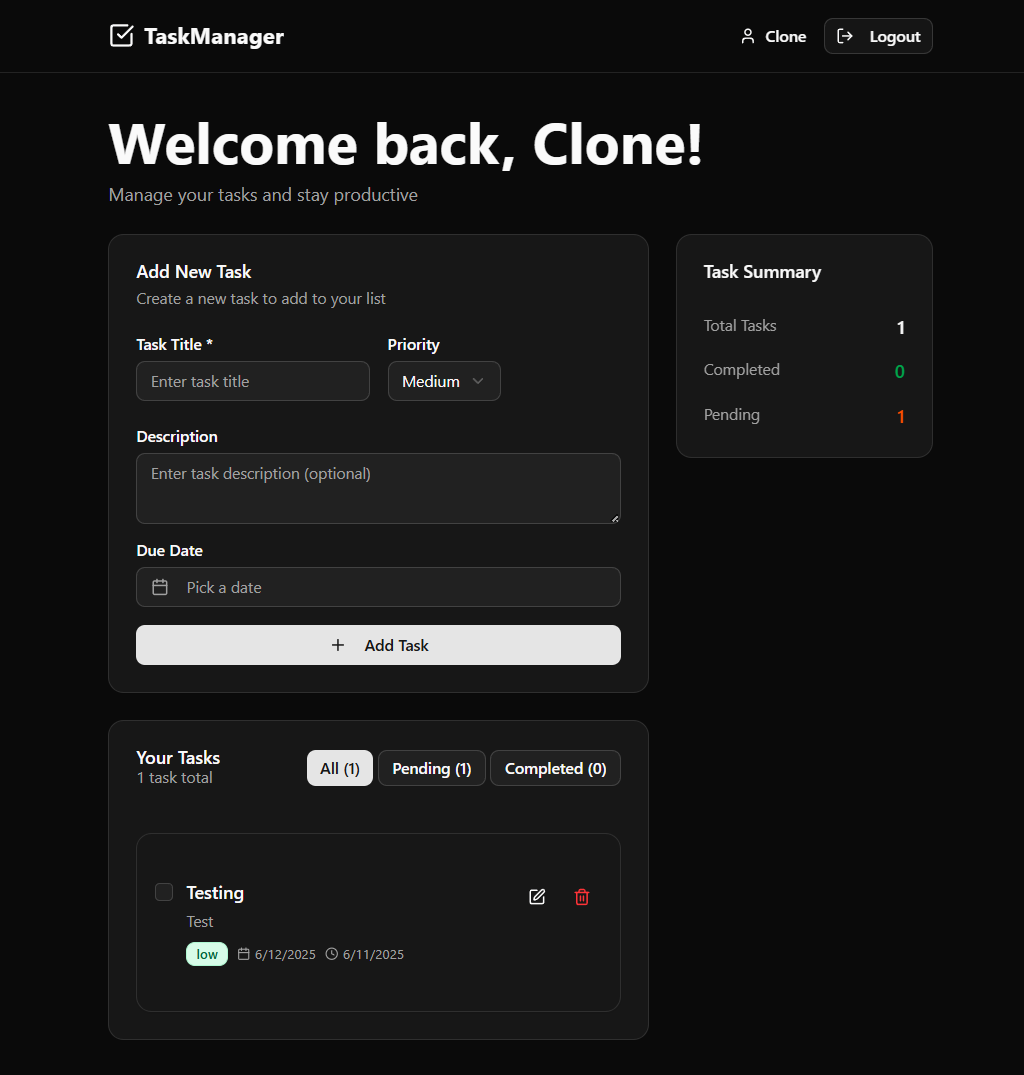 TaskManager
Clone
Logout
Welcome back, Clone!
Manage your tasks and stay productive
Add New Task
Create a new task to add to your list
Task Title *
Priority
Enter task title
Medium
Description
Enter task description (optional)
Due Date
Pick a date
Add Task
Task Summary
Total Tasks 1
Completed 0
Pending 1
Your Tasks
1 task total
All (1)
Pending (1)
Completed (0)
Testing
Test
low 6/12/2025 6/11/2025